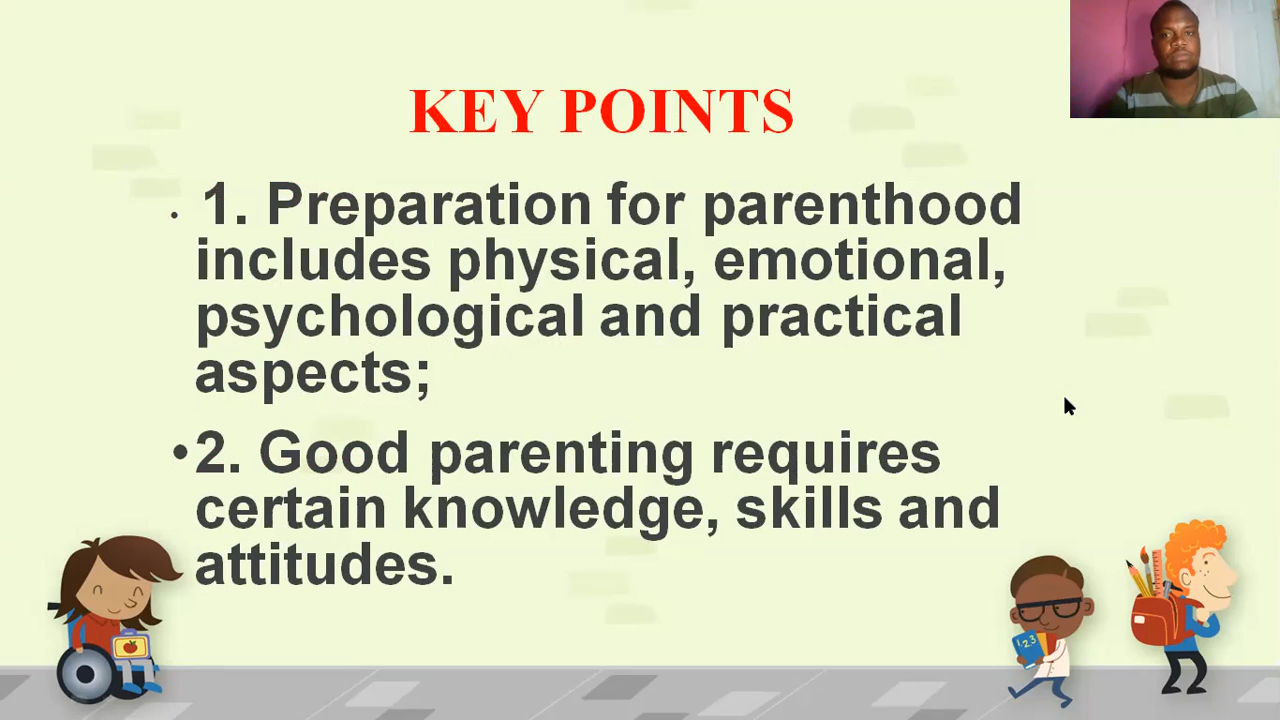 KEY POINTS
• 1. Preparation for parenthood
includes physical, emotional,
psychological and practical
aspects;
•2. Good parenting requires
certain knowledge, skills and
attitudes.
123